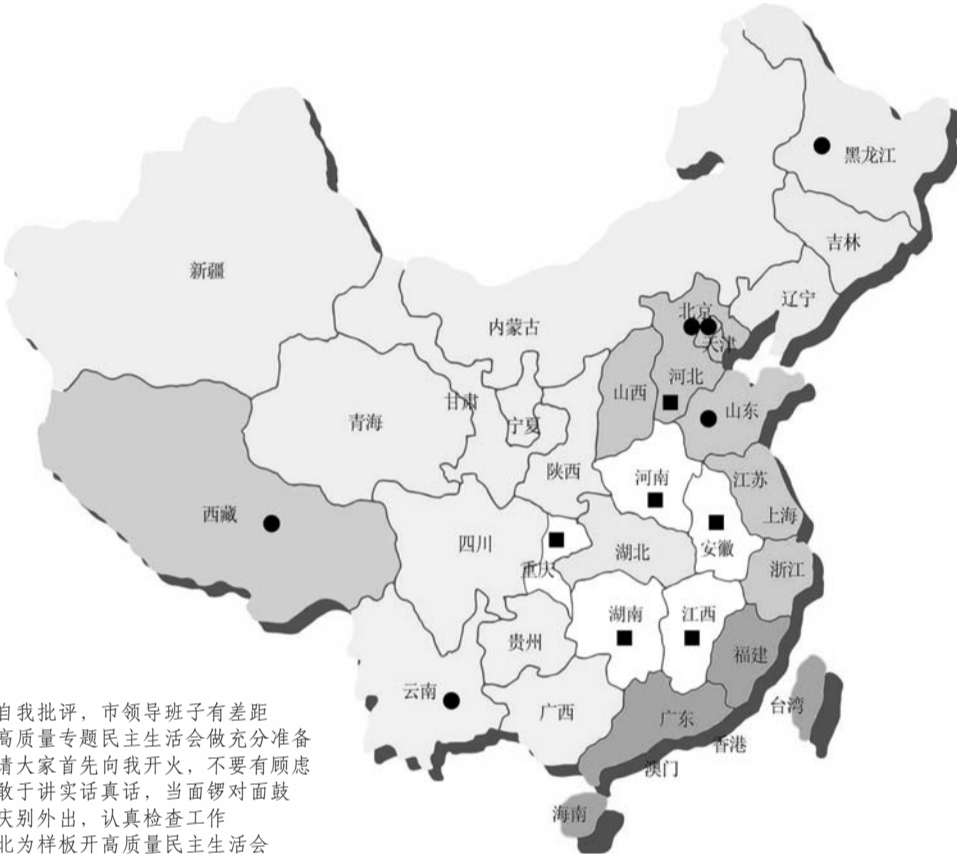 黑龙江
吉林
辽宁
新疆
内蒙古
北京
天津
河北
山西
山东
甘肃
宁夏
青海
陕西
河南
江苏
上海
安徽
西藏
四川
重庆
湖北
浙江
湖南
江西
贵州
福建
云南
广西
广东
台湾
香港
澳门
海南
自我批评，市领导班子有差距
高质量专题民主生活会做充分准备
请大家首先向我开火，不要有顾虑
敢于讲实话真话，当面锣对面鼓
庆别外出，认真检查工作
北为样板开高质量民主生活会